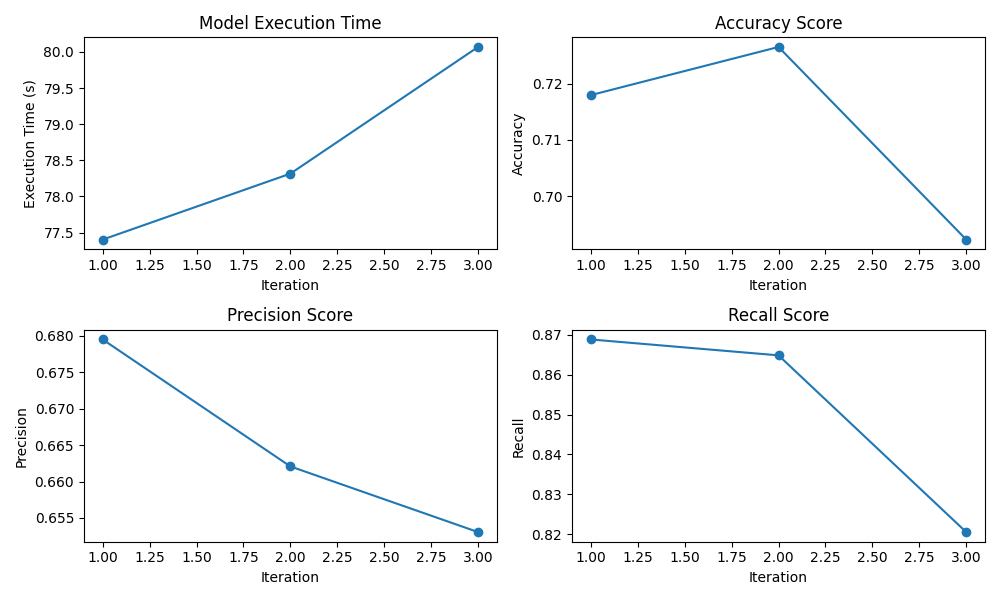 Model Execution Time
Execution Time (s)
80.0
79.5
79.0
78.5
78.0
77.5
1.00 1.25 1.50 1.75 2.00 2.25 2.50 2.75 3.00
Iteration
Accuracy Score
Accuracy
0.72
0.71
0.70
1.00 1.25 1.50 1.75 2.00 2.25 2.50 2.75 3.00
Iteration
Precision Score
Precision
0.680
0.675
0.670
0.665
0.660
0.655
1.00 1.25 1.50 1.75 2.00 2.25 2.50 2.75 3.00
Iteration
Recall Score
Recall
0.87
0.86
0.85
0.84
0.83
0.82
1.00 1.25 1.50 1.75 2.00 2.25 2.50 2.75 3.00
Iteration